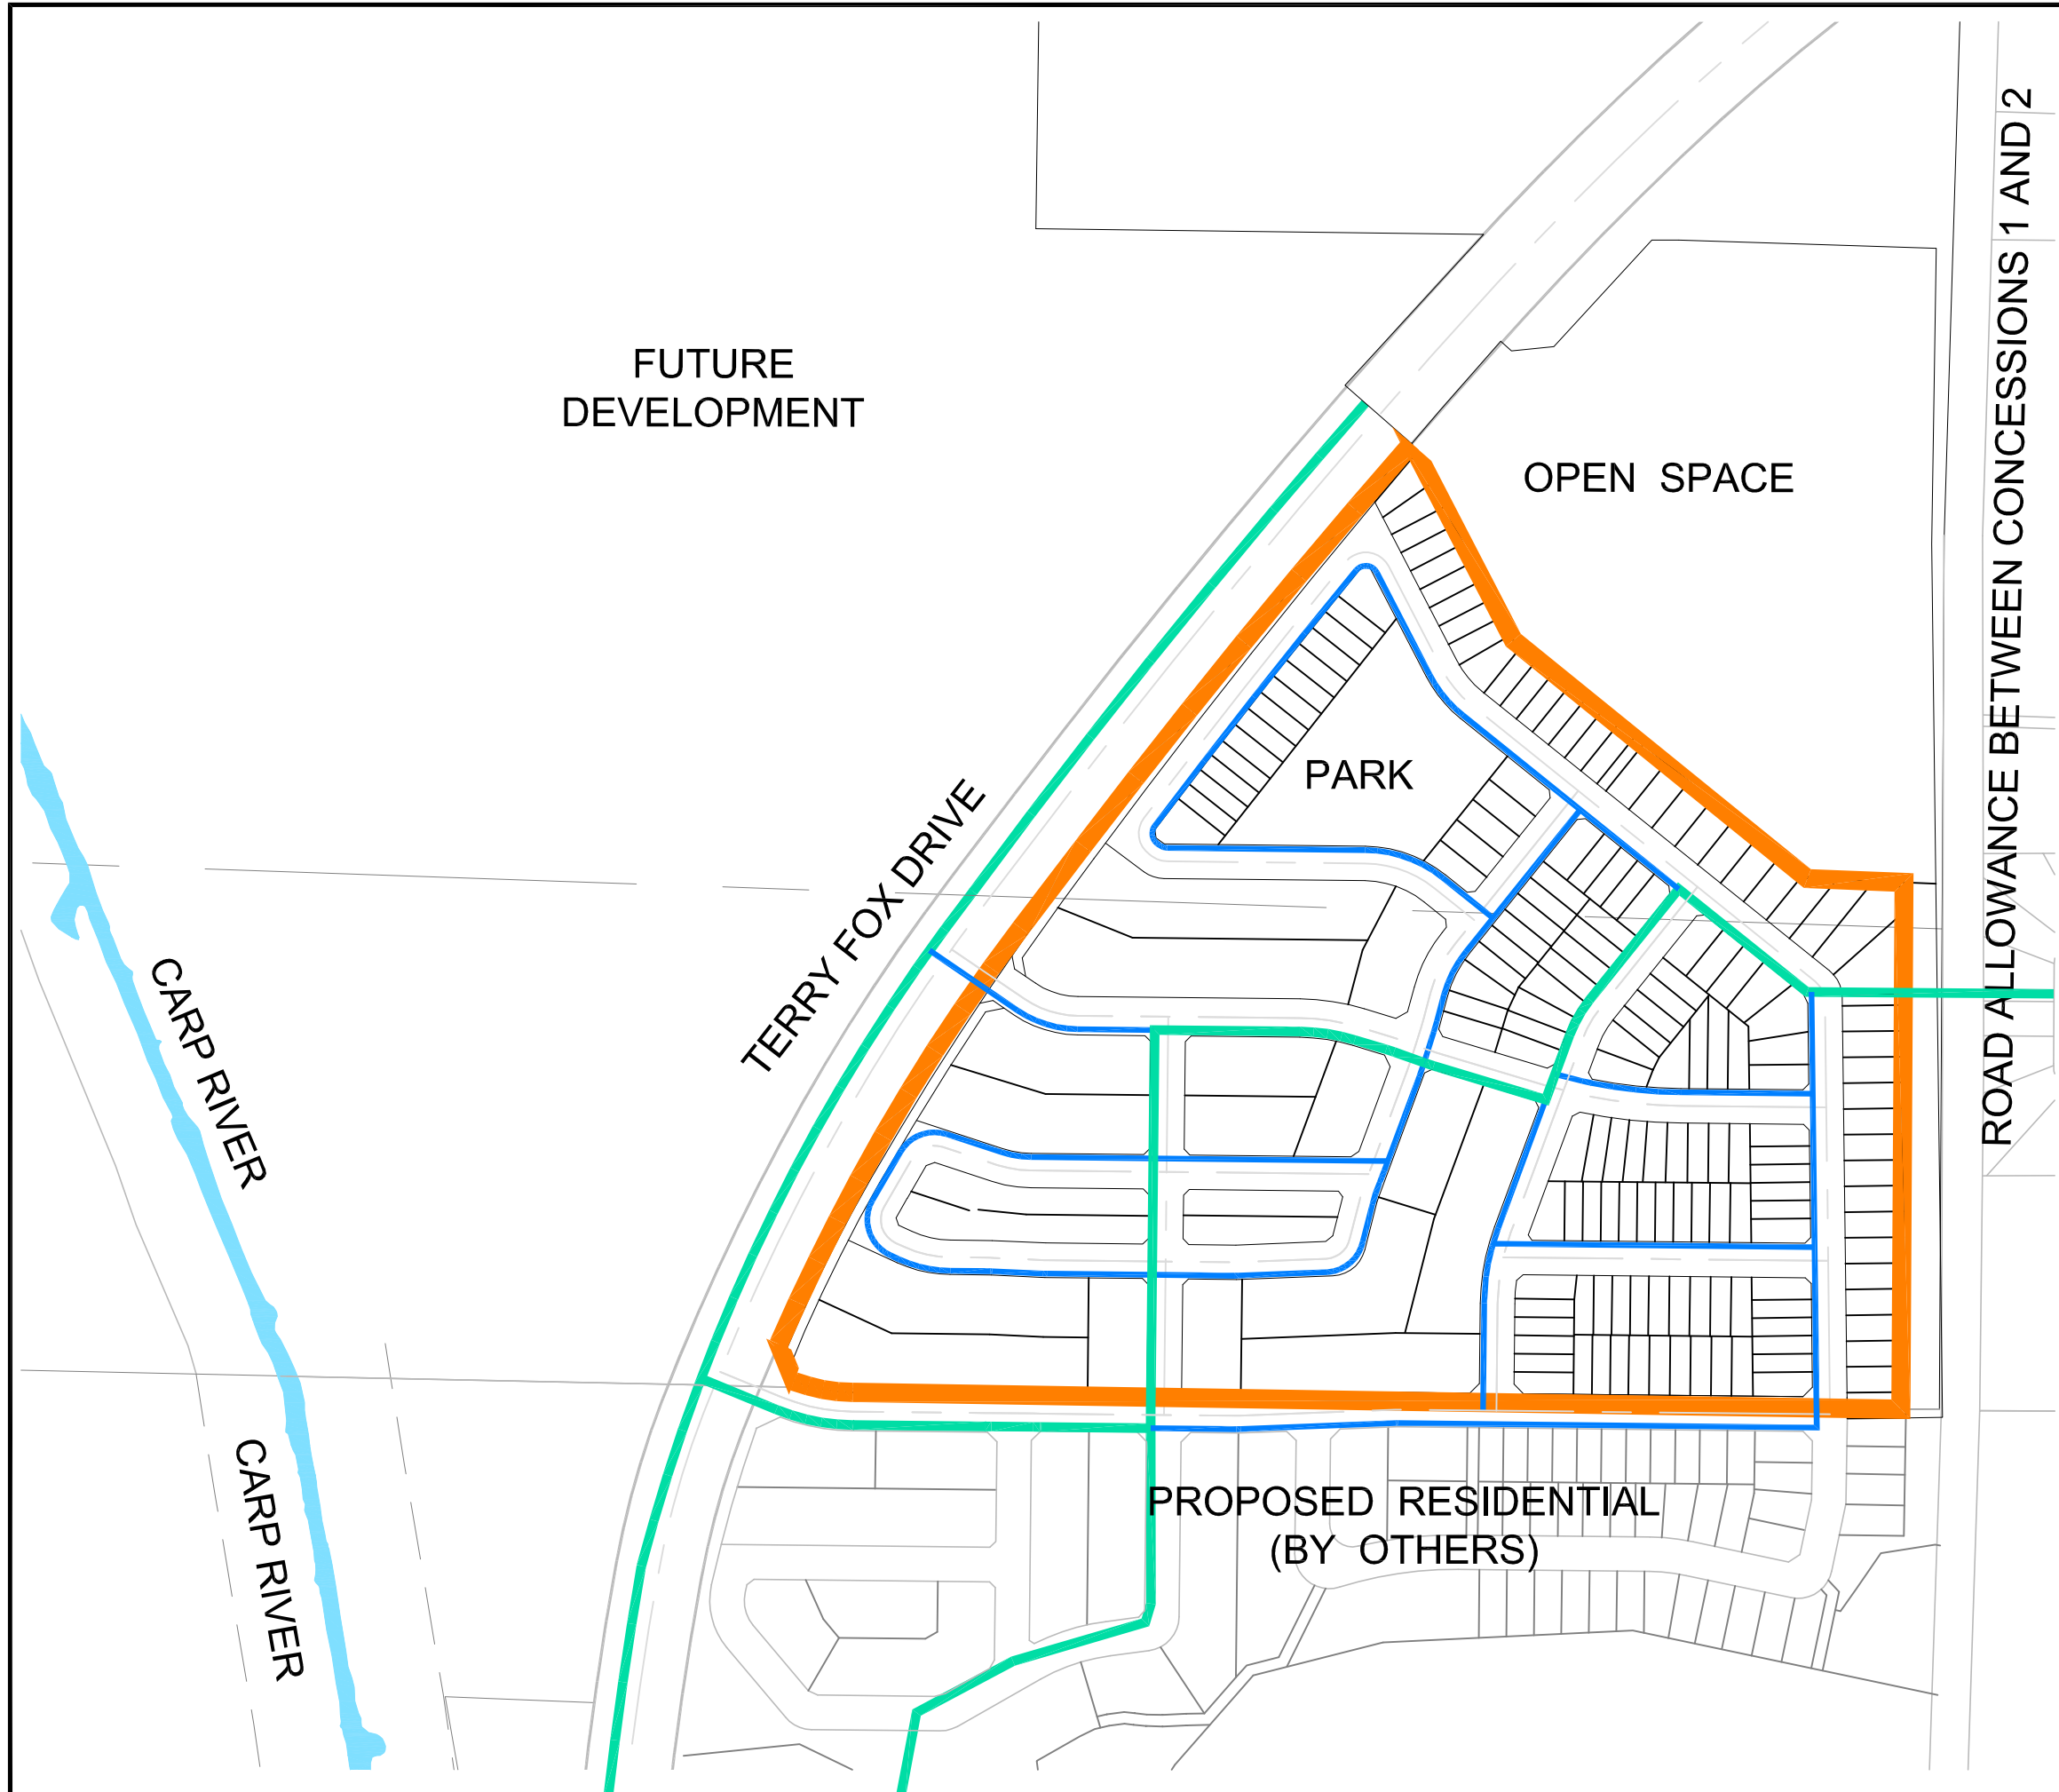 FUTURE
DEVELOPMENT
OPEN SPACE
ROAD ALLOWANCE BETWEEN CONCESSIONS 1 AND 2
PARK
TERRY FOX DRIVE
CARP RIVER
CARP RIVER
PROPOSED RESIDENTIAL
(BY OTHERS)